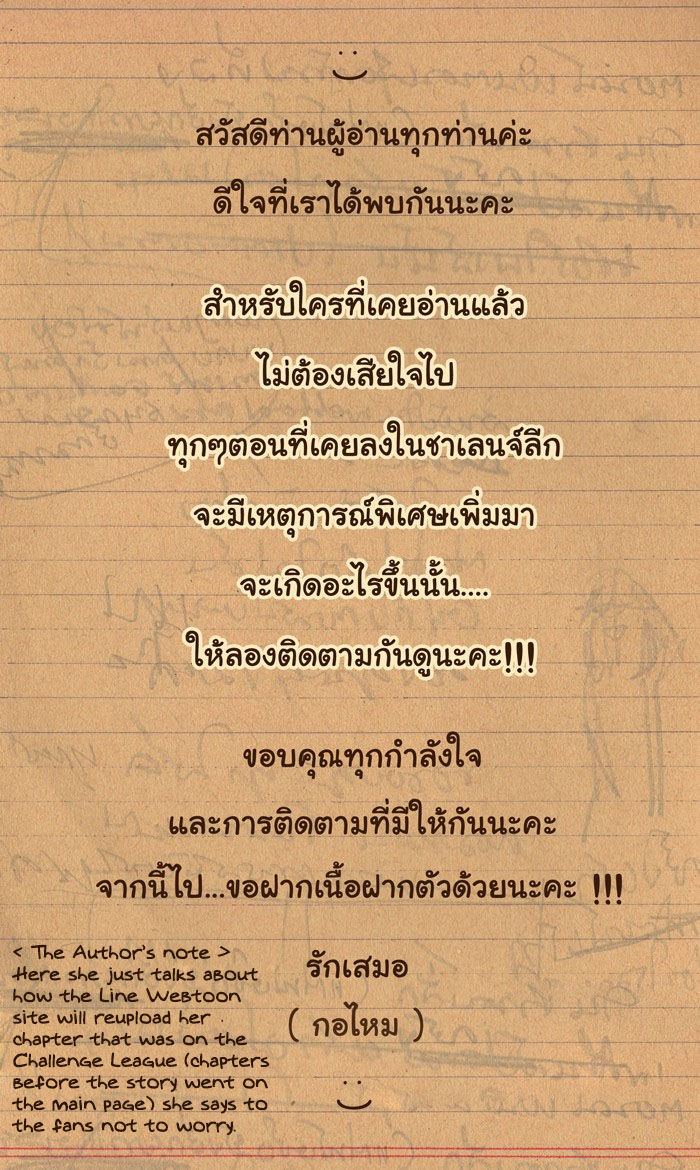 สวัสดีท่านผู้อ่านทุกท่านค่ะ
ดีใจที่เราได้พบกันนะคะ
สำหรับใครที่เคยอ่านแล้ว
ไม่ต้องเสียใจไป
ทุกๆตอนที่เคยลงในชาเลนจ์ลีก
จะมีเหตุการณ์พิเศษเพิ่มมา
จะเกิดอะไรขึ้นนั้น....
ให้ลองติดตามกันดูนะคะ!!!
ขอบคุณทุกกำลังใจ
และการติดตามที่มีให้กันนะคะ
จากนี้ไป...ขอฝากเนื้อฝากตัวด้วยนะคะ !!!
รักเสมอ
( กอไหม )
< The Author's note >
Here she just talks about
how the Line Webtoon
site will reupload her
chapter that was on the
Challenge League (chapters
before the story went on
the main page) she says to
the fans not to worry.